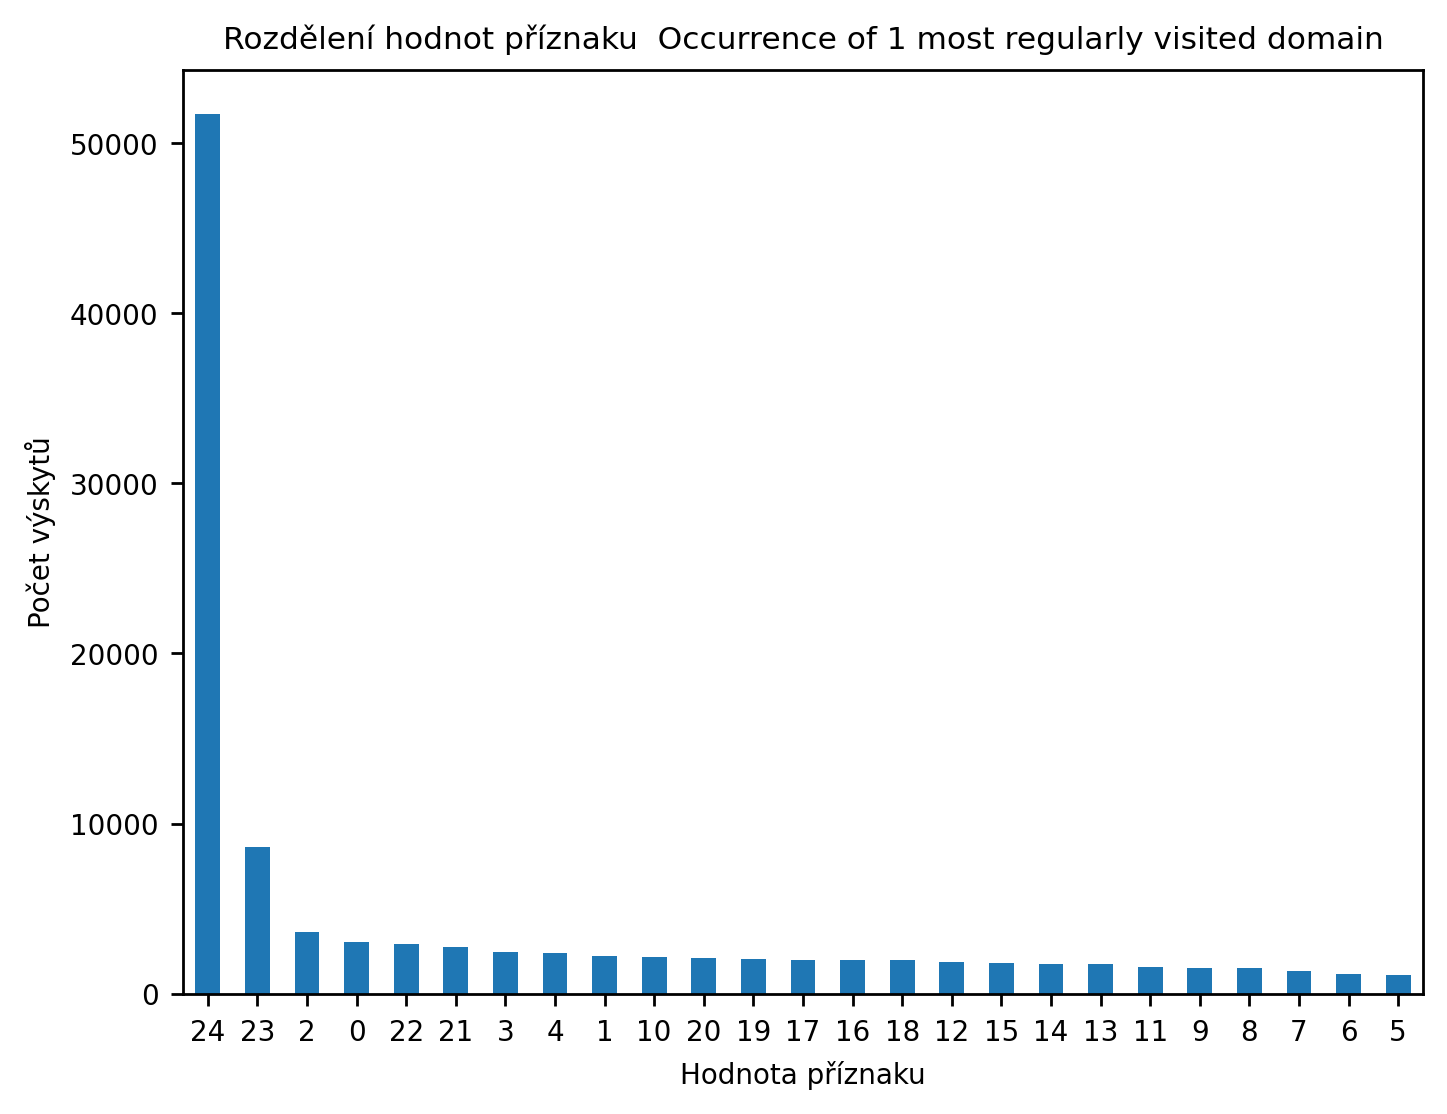 Rozdělení hodnot příznaku  Occurrence of 1 most regularly visited domain
50000
40000
30000
20000
10000
0
Počet výskytů
24 23 2 0 22 21 3 4 1 10 20 19 17 16 18 12 15 14 13 11 9 8 7 6 5
Hodnota příznaku